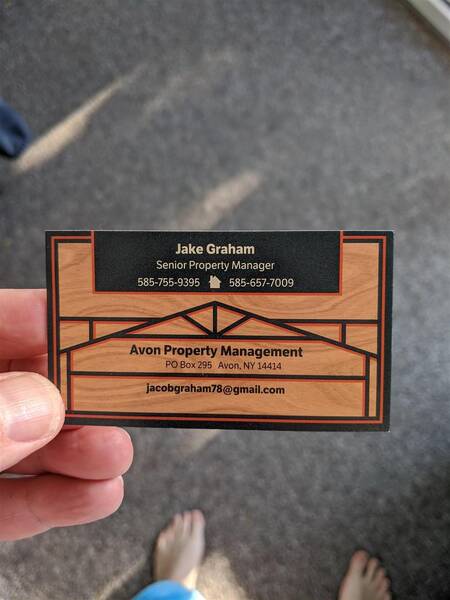 Jake Graham
Senior Property Manager
585-755-9395 585-657-7009
Avon Property Management
PO Box 295 Avon, NY 14414
jacobgraham78@gmail.com